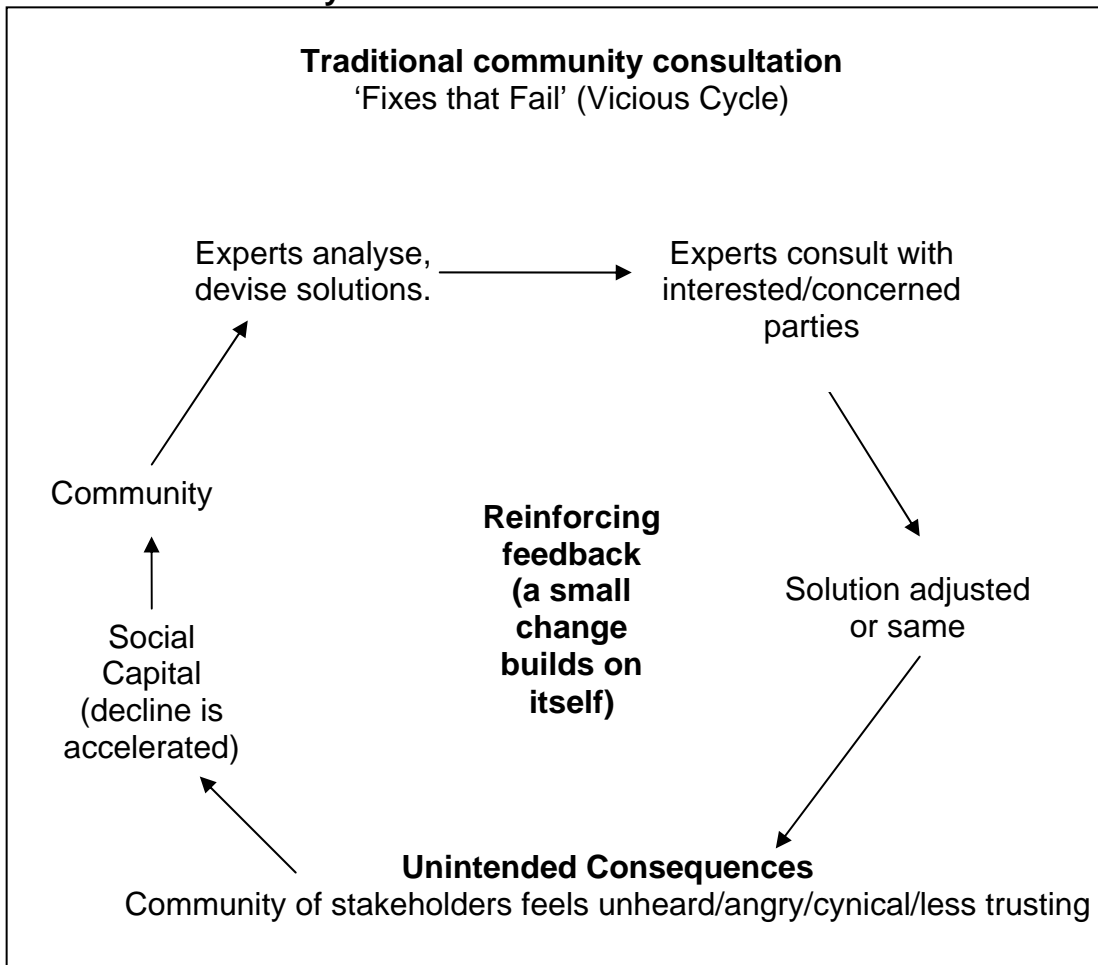 Traditional community consultation
‘Fixes that Fail’ (Vicious Cycle)
Experts analyse,
devise solutions.
Experts consult with
interested/concerned
parties
Community
Reinforcing
feedback
(a small
change
builds on
itself)
Solution adjusted
or same
Social
Capital
(decline is
accelerated)
Unintended Consequences
Community of stakeholders feels unheard/angry/cynical/less trusting